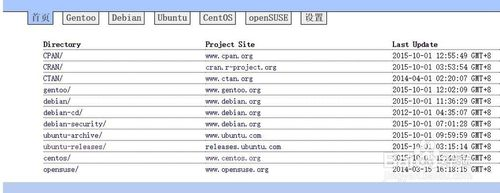 首页 Gentoo Debian Ubuntu CentOS openSUSE 设置
Directory Project Site Last Update
CPAN/ www.cpan.org 2015-10-01 12:55:49 GMT+8
CRAN/ cran.r-project.org 2015-10-01 03:53:54 GMT+8
CTAN/ www.ctan.org 2014-04-01 02:20:07 GMT+8
gentoo/ www.gentoo.org 2015-10-01 12:02:09 GMT+8
debian/ www.debian.org 2015-10-01 11:36:29 GMT+8
debian-cd/ www.debian.org 2012-10-01 04:35:07 GMT+8
debian-security/ www.debian.org 2015-10-01 07:01:28 GMT+8
ubuntu-archive/ www.ubuntu.com 2015-10-01 09:59:59 GMT+8
ubuntu-releases/ releases.ubuntu.com 2015-10-01 03:15:14 GMT+8
centos/ www.centos.org GMT+8
opensuse/ www.opensuse.org 2014-03-15 16:18:15 GMT+8